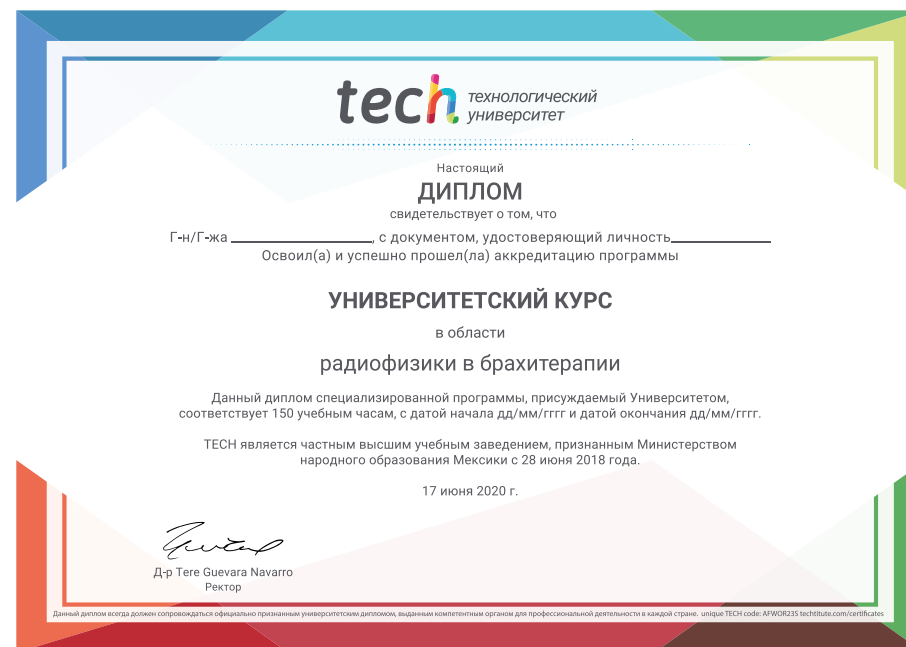 tech технологический
университет
Настоящий
ДИПЛОМ
свидетельствует о том, что
Г-н/Г-жа ____________________, с документом, удостоверяющий личность______________
Освоил(а) и успешно прошел(ла) аккредитацию программы
УНИВЕРСИТЕТСКИЙ КУРС
в области
радиофизики в брахитерапии
Данный диплом специализированной программы, присуждаемый Университетом,
соответствует 150 учебным часам, с датой начала дд/мм/гггг и датой окончания дд/мм/гггг.
TECH является частным высшим учебным заведением, признанным Министерством
народного образования Мексики с 28 июня 2018 года.
17 июня 2020 г.
Д-р Tere Guevara Navarro
Ректор
Данный диплом всегда должен сопровождаться официально признанным университетским дипломом, выданным компетентным органом для профессиональной деятельности в каждой стране. unique TECH code: AFWOR23S techtitute.com/certificates